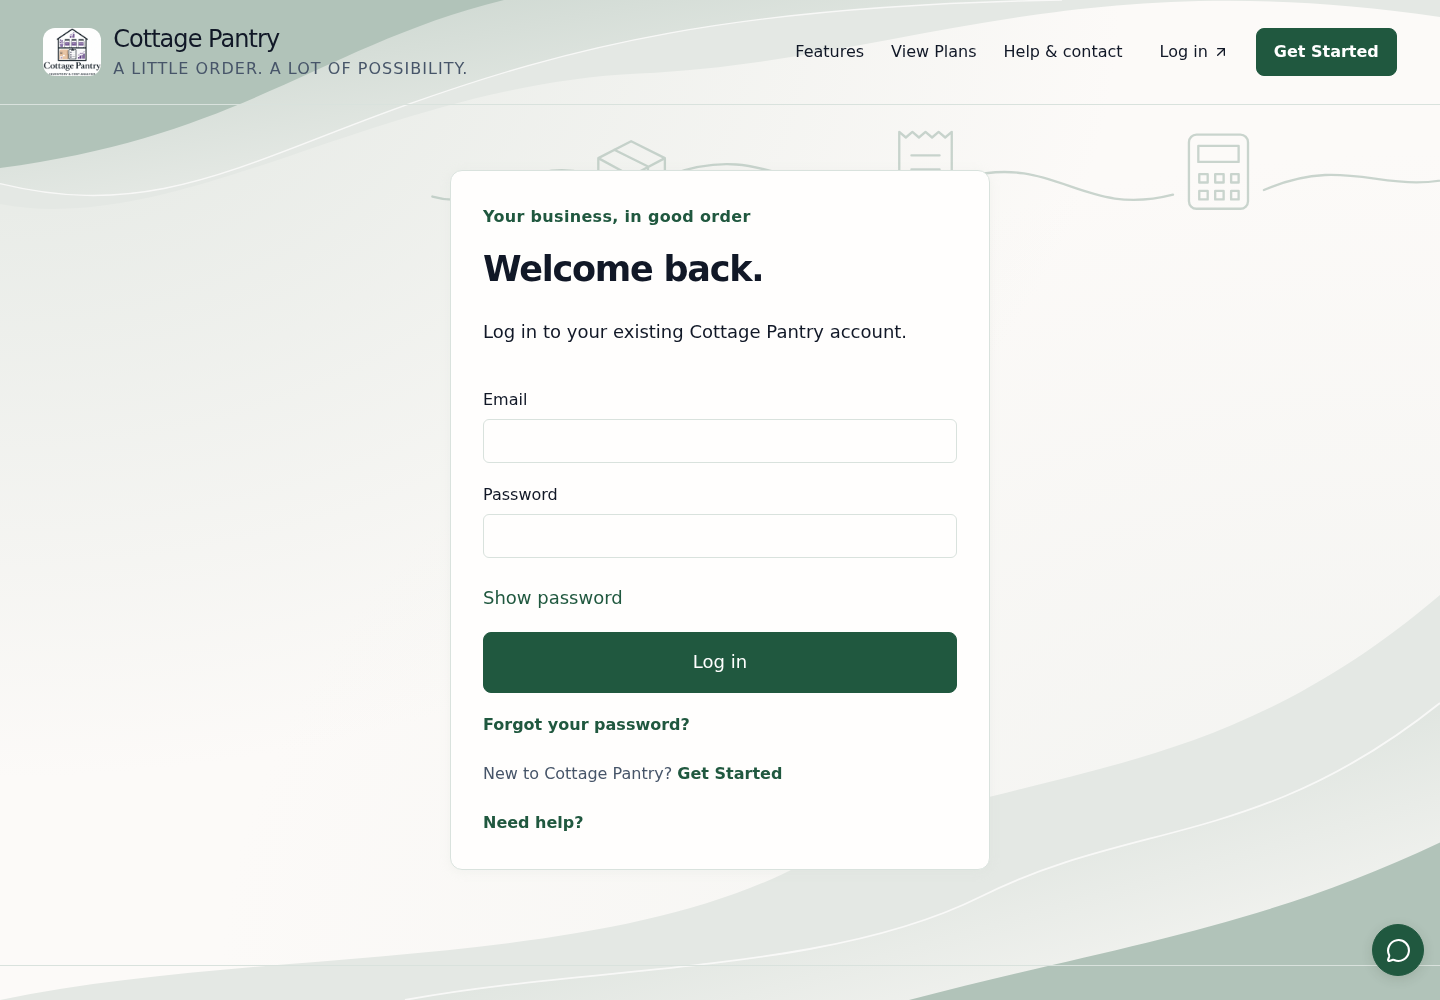 Cottage Pantry
Cottage Pantry
A LITTLE ORDER. A LOT OF POSSIBILITY.
Features
View Plans
Help & contact
Log in
Get Started
Your business, in good order
Welcome back.
Log in to your existing Cottage Pantry account.
Email
Password
Show password
Log in
Forgot your password?
New to Cottage Pantry? Get Started
Need help?